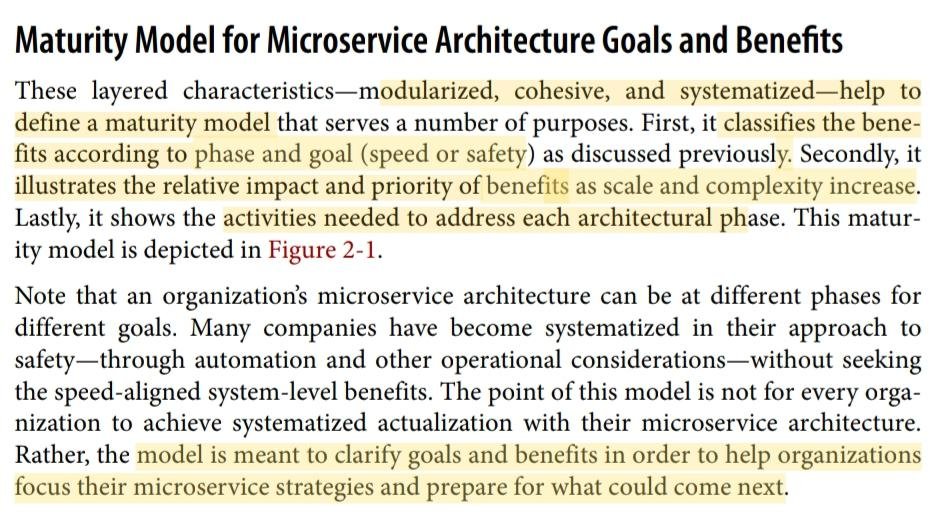 Maturity Model for Microservice Architecture Goals and Benefits
These layered characteristics—modularized, cohesive, and systematized—help to
define a maturity model that serves a number of purposes. First, it classifies the bene-
fits according to phase and goal (speed or safety) as discussed previously. Secondly, it
illustrates the relative impact and priority of benefits as scale and complexity increase.
Lastly, it shows the activities needed to address each architectural phase. This matur-
ity model is depicted in Figure 2-1.
Note that an organization's microservice architecture can be at different phases for
different goals. Many companies have become systematized in their approach to
safety—through automation and other operational considerations—without seeking
the speed-aligned system-level benefits. The point of this model is not for every orga-
nization to achieve systematized actualization with their microservice architecture.
Rather, the model is meant to clarify goals and benefits in order to help organizations
focus their microservice strategies and prepare for what could come next.